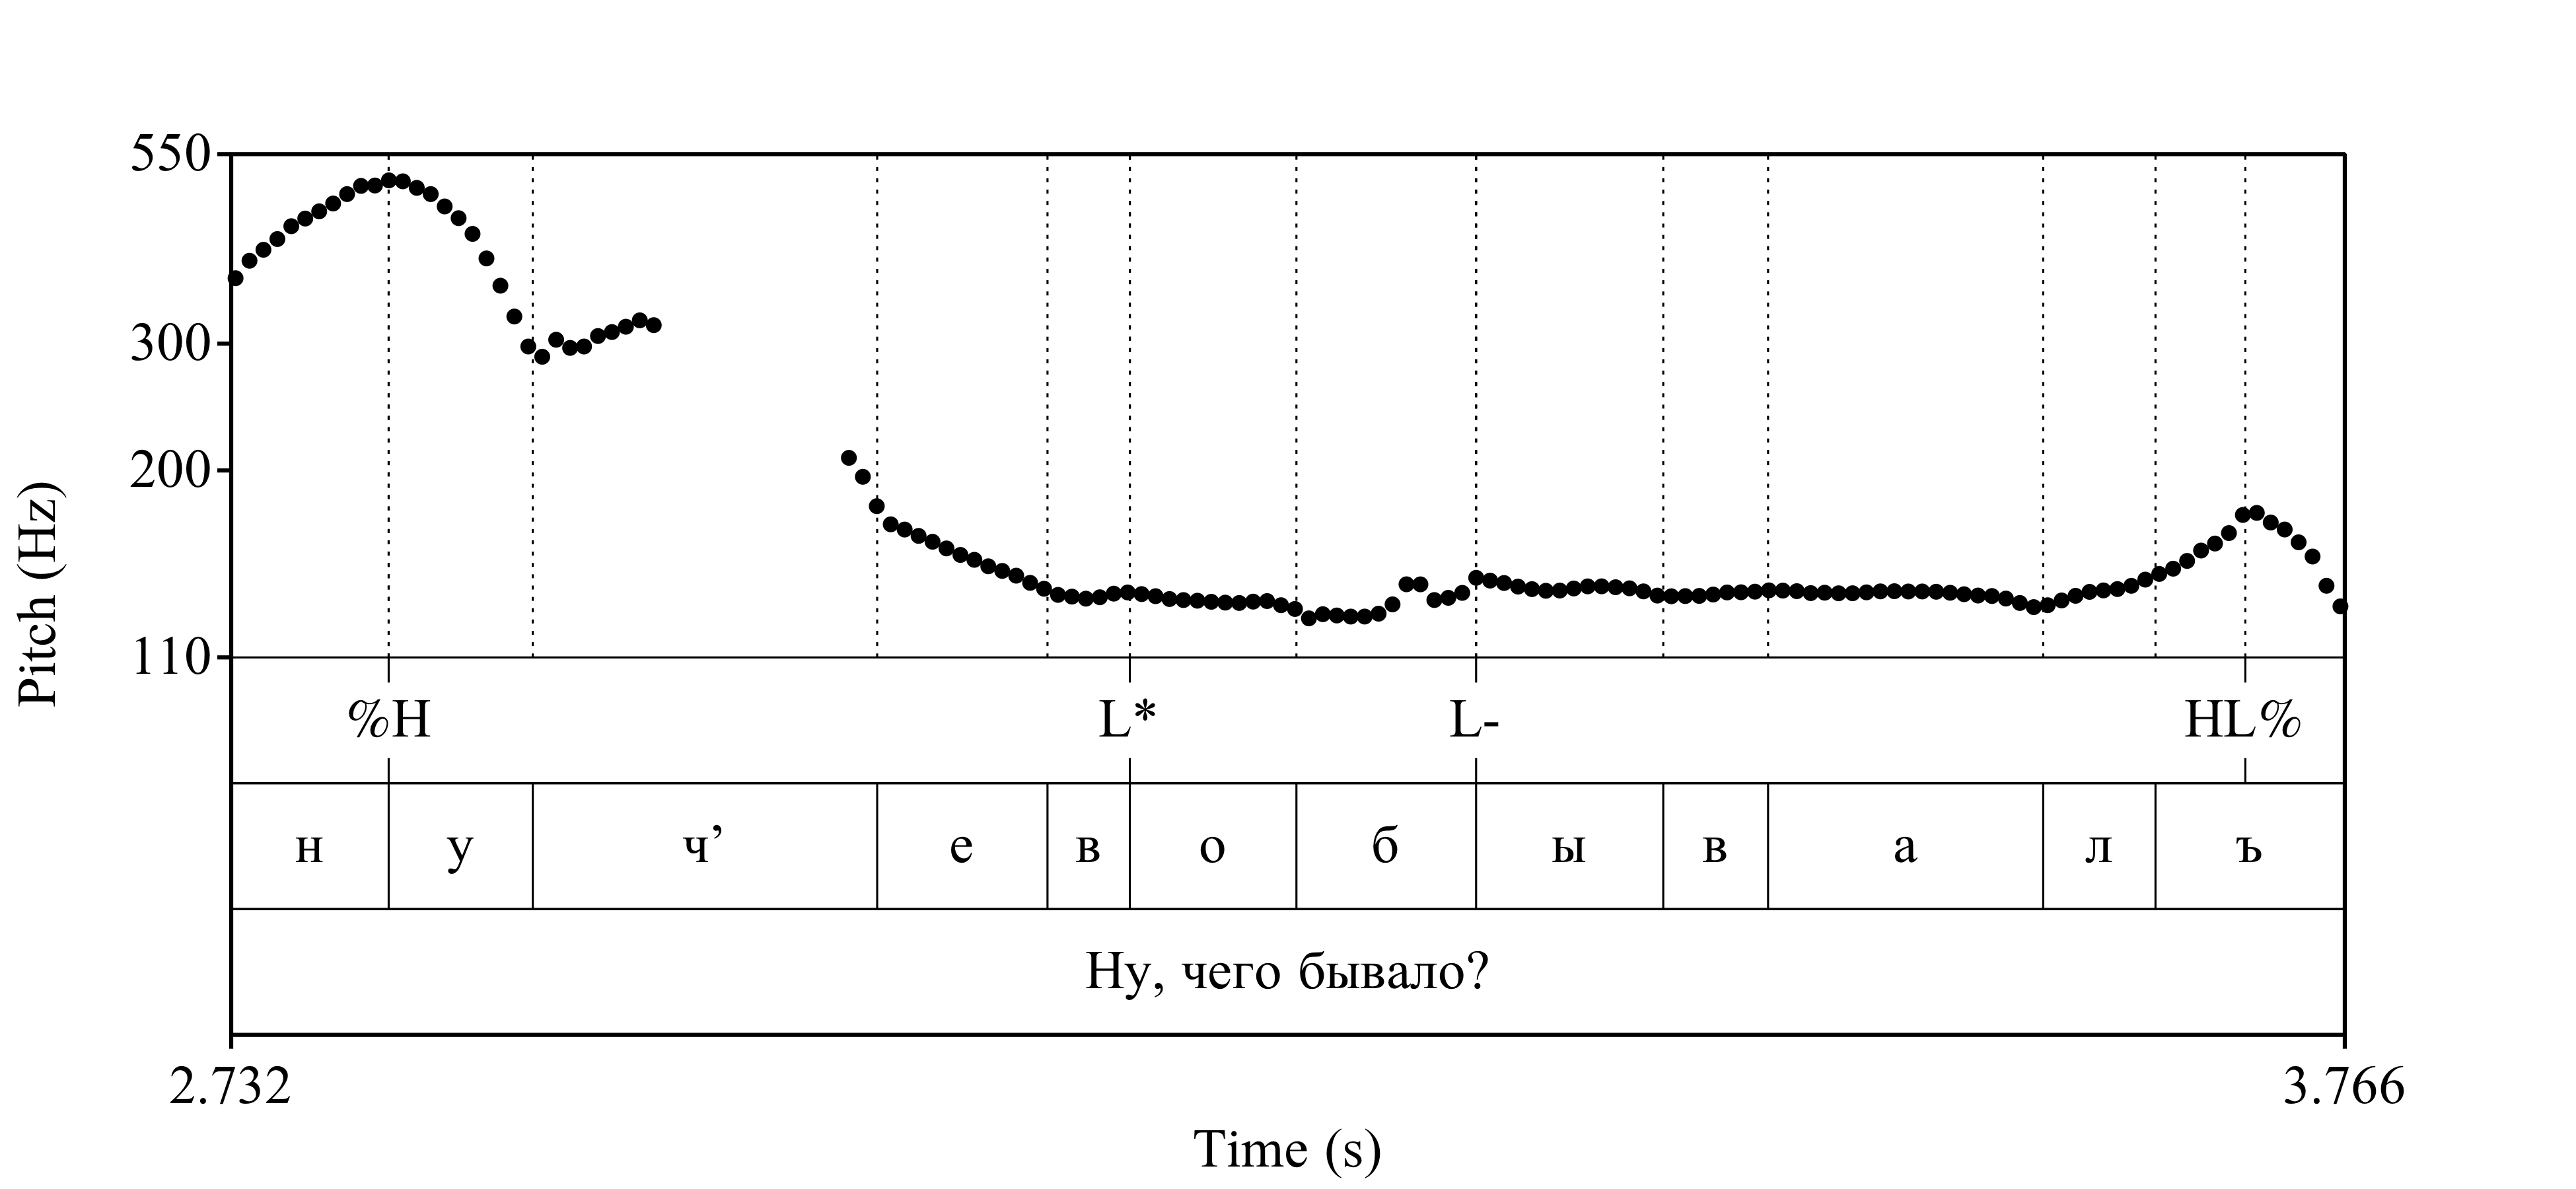 550
300
200
110
Pitch (Hz)
%H L* L- HL%
н у ч’ е в о б ы в а л ъ
Ну, чего бывало?
2.732 3.766
Time (s)